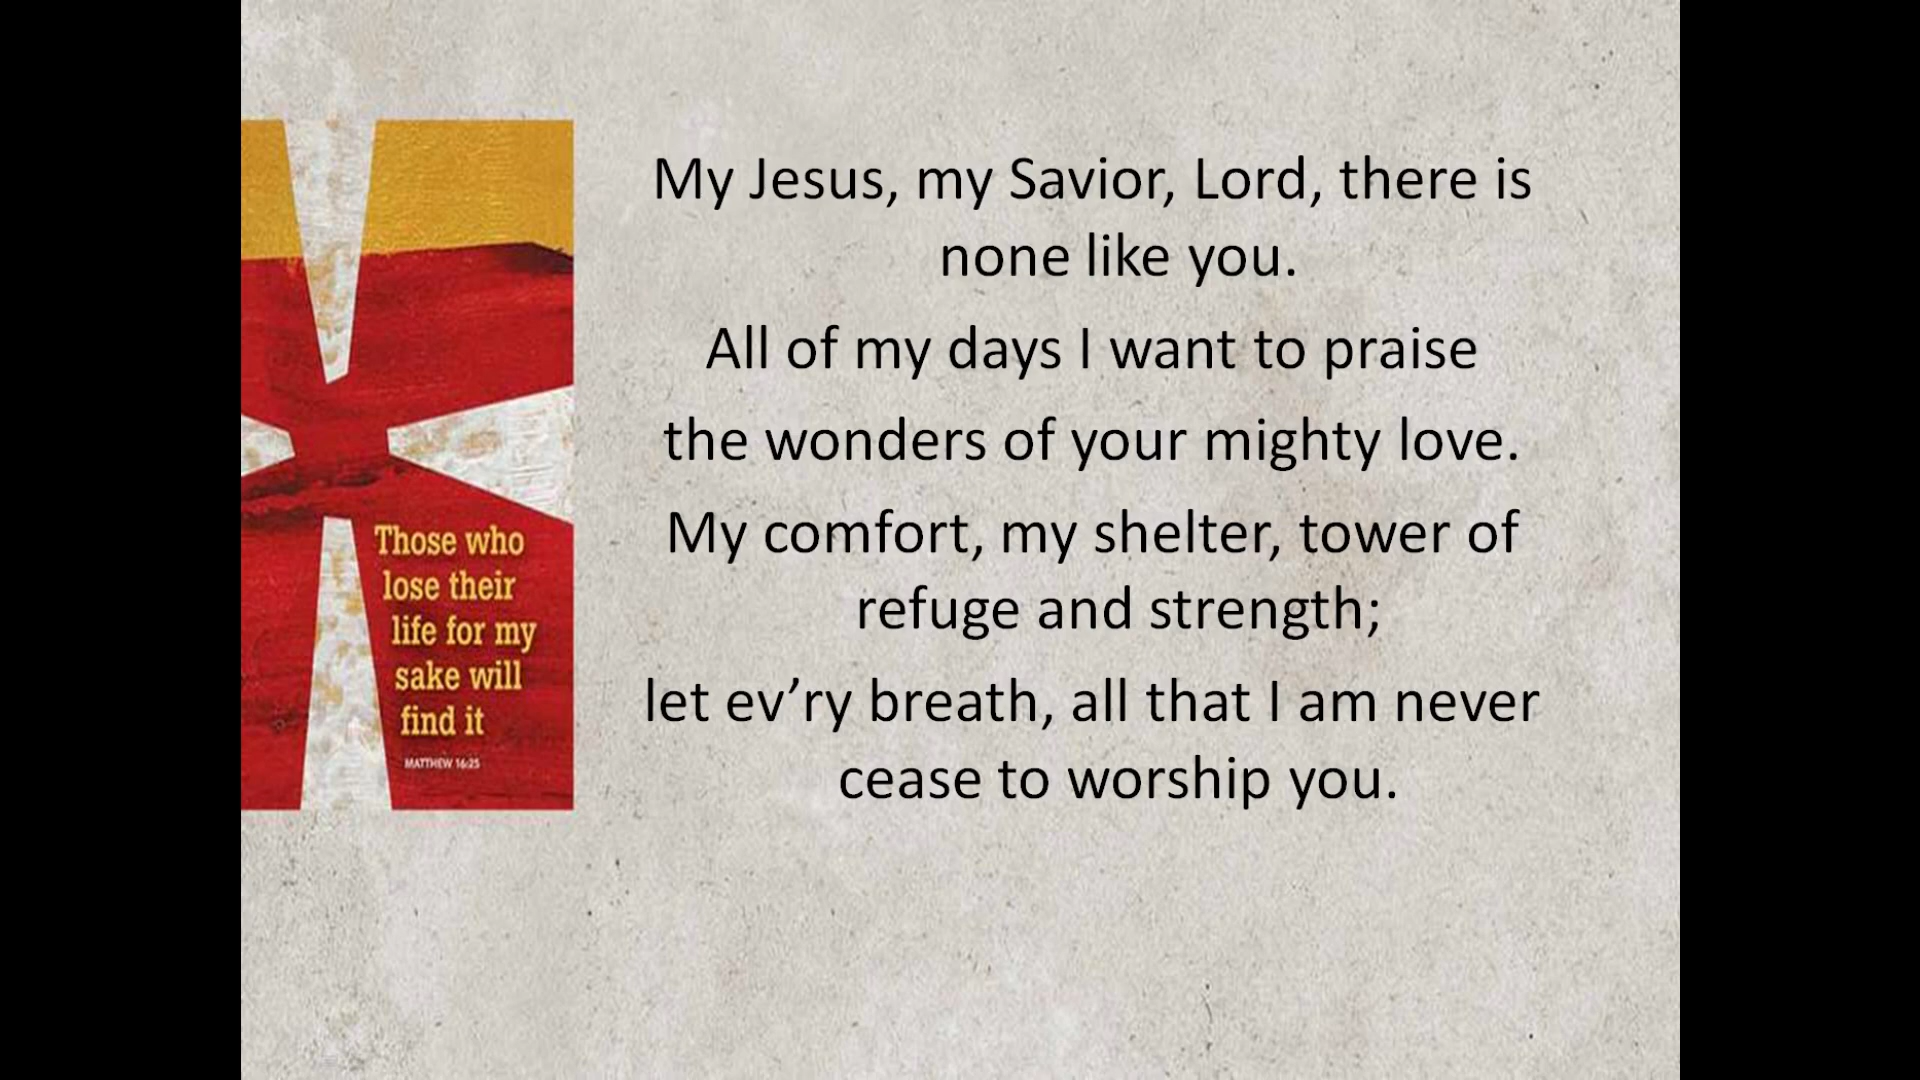 My Jesus, my Savior, Lord, there is
none like you.
All of my days I want to praise
the wonders of your mighty love.
My comfort, my shelter, tower of
refuge and strength;
let ev’ry breath, all that I am never
cease to worship you.
Those who
lose their
life for my
sake will
find it
MATTHEW 16:25